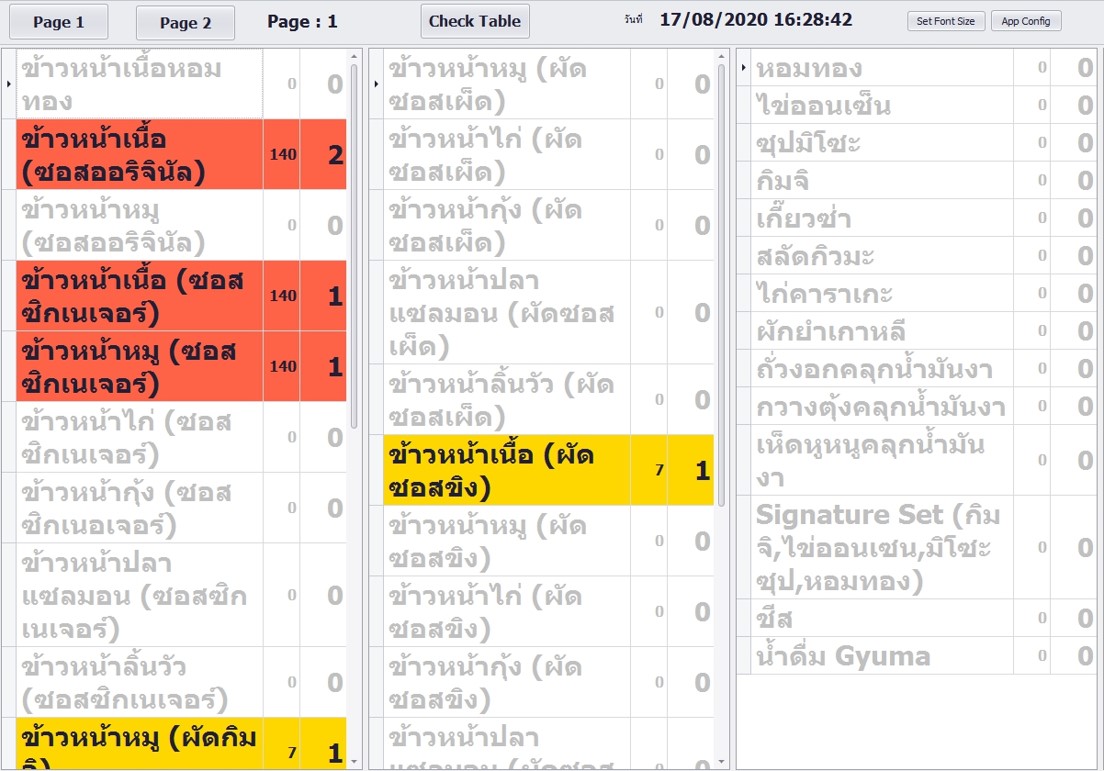 Page 1
Page 2
Page : 1
Check Table
วันที่
17/08/2020 16:28:42
Set Font Size
App Config
ข้าวหน้าเนื้อหอม
ทอง
0 0
ข้าวหน้าเนื้อ
(ซอสออริจินัล)
140 2
ข้าวหน้าหมู
(ซอสออริจินัล)
0 0
ข้าวหน้าเนื้อ (ซอส
ซิกเนเจอร์)
140 1
ข้าวหน้าหมู (ซอส
ซิกเนเจอร์)
140 1
ข้าวหน้าไก่ (ซอส
ซิกเนเจอร์)
0 0
ข้าวหน้ากุ้ง (ซอส
ซิกเนอเจอร์)
0 0
ข้าวหน้าปลา
แซลมอน (ซอสซิก
เนเจอร์)
0 0
ข้าวหน้าลิ้นวัว
(ซอสซิกเนเจอร์)
0 0
ข้าวหน้าหมู (ผัดกิม
จิ)
7 1
ข้าวหน้าหมู (ผัด
ซอสเผ็ด)
0 0
ข้าวหน้าไก่ (ผัด
ซอสเผ็ด)
0 0
ข้าวหน้ากุ้ง (ผัด
ซอสเผ็ด)
0 0
ข้าวหน้าปลา
แซลมอน (ผัดซอส
เผ็ด)
0 0
ข้าวหน้าลิ้นวัว (ผัด
ซอสเผ็ด)
0 0
ข้าวหน้าเนื้อ (ผัด
ซอสขิง)
7 1
ข้าวหน้าหมู (ผัด
ซอสขิง)
0 0
ข้าวหน้าไก่ (ผัด
ซอสขิง)
0 0
ข้าวหน้ากุ้ง (ผัด
ซอสขิง)
0 0
ข้าวหน้าปลา
แซลมอน (ผัดซอส
0 0
หอมทอง 0 0
ไข่ออนเซ็น 0 0
ซุปมิโซะ 0 0
กิมจิ 0 0
เกี๊ยวซ่า 0 0
สลัดกิวมะ 0 0
ไก่คาราเกะ 0 0
ผักยำเกาหลี 0 0
ถั่วงอกคลุกน้ำมันงา 0 0
กวางตุ้งคลุกน้ำมันงา 0 0
เห็ดหูหนูคลุกน้ำมัน
งา
0 0
Signature Set (กิม
จิ,ไข่ออนเซน,มิโซะ
ซุป,หอมทอง)
0 0
ชีส 0 0
น้ำดื่ม Gyuma 0 0